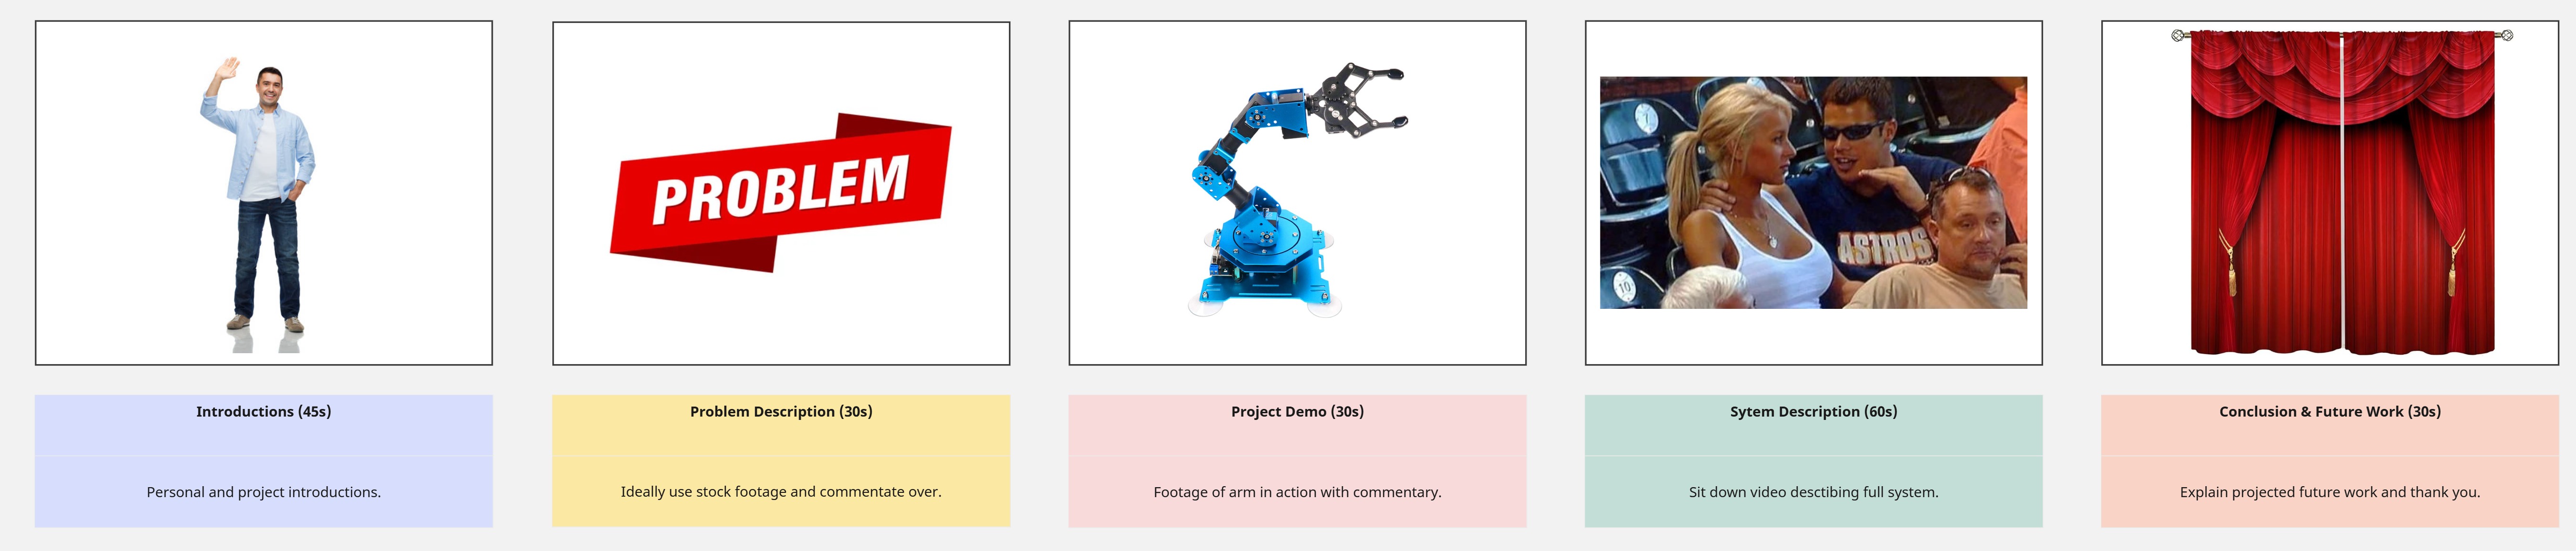 PROBLEM
ASTROS
10
Introductions (45s)
Problem Description (30s)
Project Demo (30s)
Sytem Description (60s)
Conclusion & Future Work (30s)
Personal and project introductions.
Ideally use stock footage and commentate over.
Footage of arm in action with commentary.
Sit down video desctibing full system.
Explain projected future work and thank you.